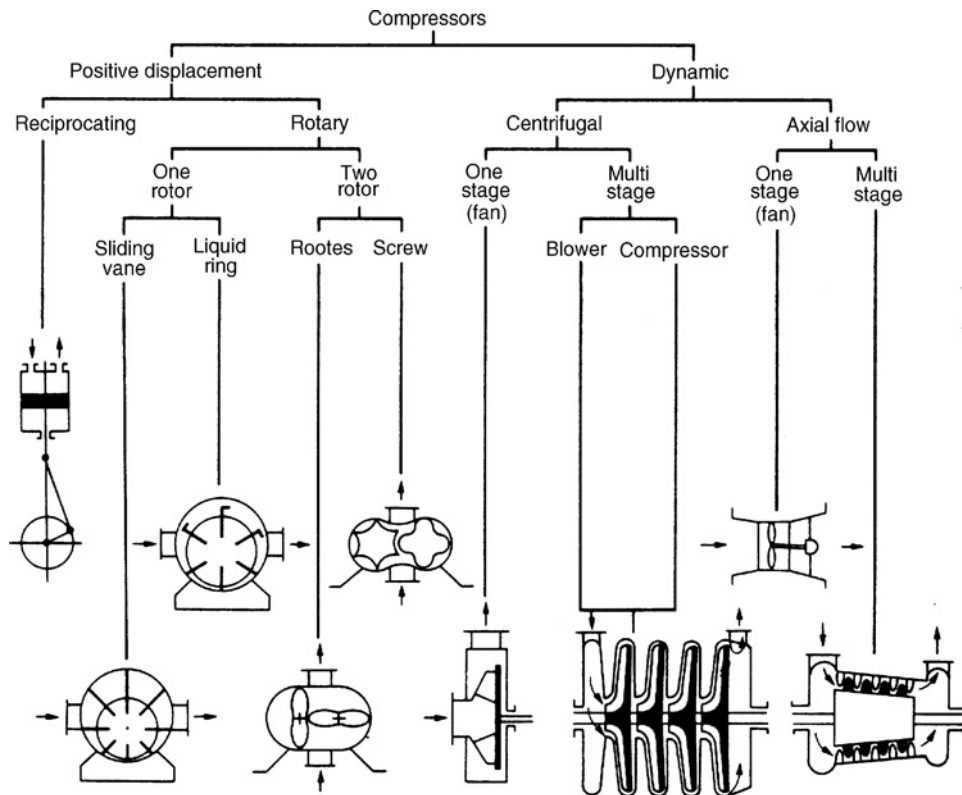 Compressors
Positive displacement
Dynamic
Reciprocating
Rotary
Centrifugal
Axial flow
One
rotor
Two
rotor
One
stage
(fan)
Multi
stage
One
stage
(fan)
Multi
stage
Sliding
vane
Liquid
ring
Rootes
Screw
Blower
Compressor